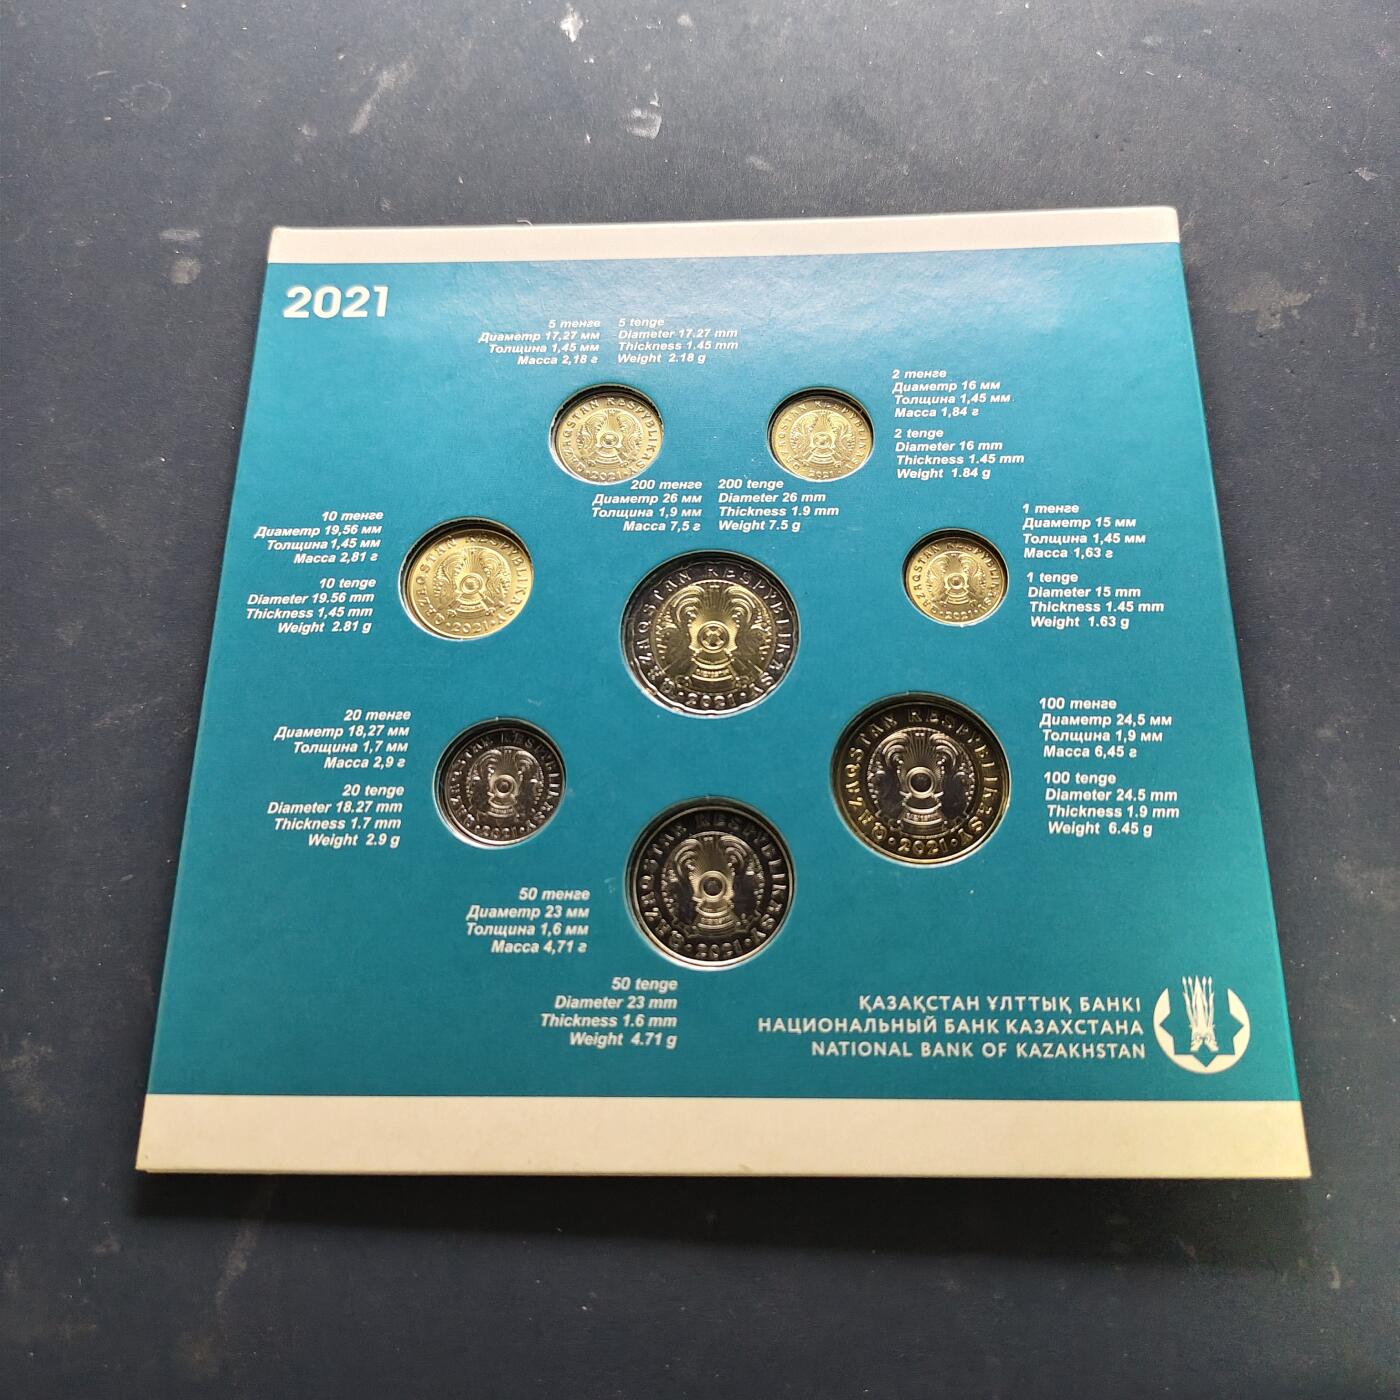 2021
5 тенге
Диаметр 17,27 мм
Толщина 1,45 мм
Масса 2,18 г
5 tenge
Diameter 17.27 mm
Thickness 1.45 mm
Weight 2.18 g
2 тенге
Диаметр 16 мм
Толщина 1,45 мм
Масса 1,84 г
2 tenge
Diameter 16 mm
Thickness 1.45 mm
Weight 1.84 g
200 тенге
Диаметр 26 мм
Толщина 1,9 мм
Масса 7,5 г
200 tenge
Diameter 26 mm
Thickness 1.9 mm
Weight 7.5 g
10 тенге
Диаметр 19,56 мм
Толщина 1,45 мм
Масса 2,81 г
10 tenge
Diameter 19.56 mm
Thickness 1,45 mm
Weight 2.81 g
1 тенге
Диаметр 15 мм
Толщина 1,45 мм
Масса 1,63 г
1 tenge
Diameter 15 mm
Thickness 1.45 mm
Weight 1.63 g
QAZAQSTAN RESPÝBLIKASY
2021
20 тенге
Диаметр 18,27 мм
Толщина 1,7 мм
Масса 2,9 г
20 tenge
Diameter 18.27 mm
Thickness 1.7 mm
Weight 2.9 g
100 тенге
Диаметр 24,5 мм
Толщина 1,9 мм
Масса 6,45 г
100 tenge
Diameter 24.5 mm
Thickness 1.9 mm
Weight 6.45 g
50 тенге
Диаметр 23 мм
Толщина 1,6 мм
Масса 4,71 г
50 tenge
Diameter 23 mm
Thickness 1.6 mm
Weight 4.71 g
ҚАЗАҚСТАН ҰЛТТЫҚ БАНКІ
НАЦИОНАЛЬНЫЙ БАНК КАЗАХСТАНА
NATIONAL BANK OF KAZAKHSTAN